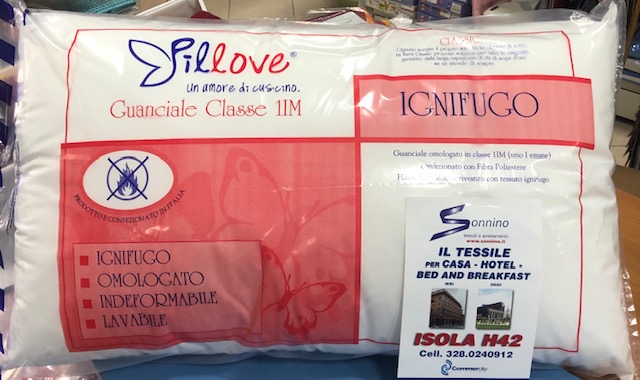 Pillove®
un amore di cuscino.
Guanciale Classe 1IM
CLASSIC
IGNIFUGO
Guanciale omologato in classe 1IM (uno I emme)
confezionato con Fibra Poliestere
rivestito con tessuto ignifugo
PRODOTTO E CONFEZIONATO IN ITALIA
IGNIFUGO
OMOLOGATO
INDEFORMABILE
LAVABILE
Sonnino
tessuti e arredamento
www.sonnino.it
IL TESSILE
PER CASA - HOTEL -
BED AND BREAKFAST
IERI OGGI
ISOLA H42
Cell. 328.0240912
Commercity